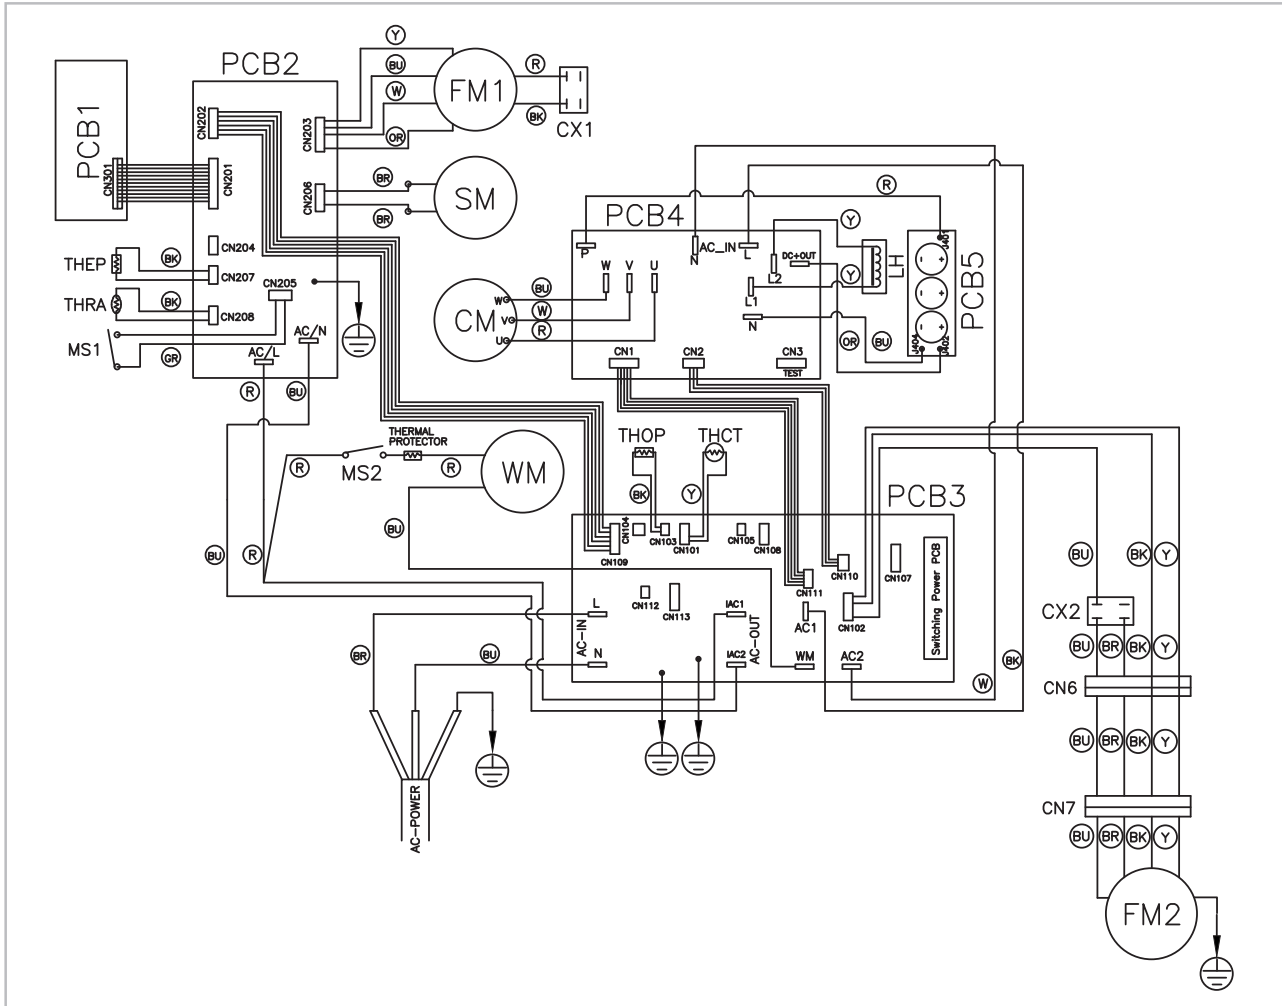 Y
BU
R
PCB2
W
FM1
BK
CX1
OR
PCB1
CN202
CN203
CN301
CN201
CN206
BR
SM
BR
THEP
BK
CN204
CN207
THRA
BK
CN205
CN208
MS1
GR
AC/L
AC/N
R
BU
PCB4
P
N
AC_IN
L
R
Y
W
V
U
L2
DC+OUT
LH
Y
L1
N
J401
PCB5
J404
J402
OR
BU
CM
W
V
U
BU
W
R
CN1
CN2
CN3
TEST
THERMAL
PROTECTOR
MS2
R
R
WM
BU
THOP
THCT
BK
Y
PCB3
BU
R
CN104
CN103
CN101
CN105
CN108
CN109
CN110
CN107
CN111
CN112
CN113
CN102
AC1
Switching Power PCB
L
AC-IN
N
IAC1
AC-OUT
IAC2
WM
AC2
BR
BU
W
BK
AC-POWER
BU
BK
Y
CX2
BU
BR
BK
Y
CN6
BU
BR
BK
Y
CN7
BU
BR
BK
Y
FM2